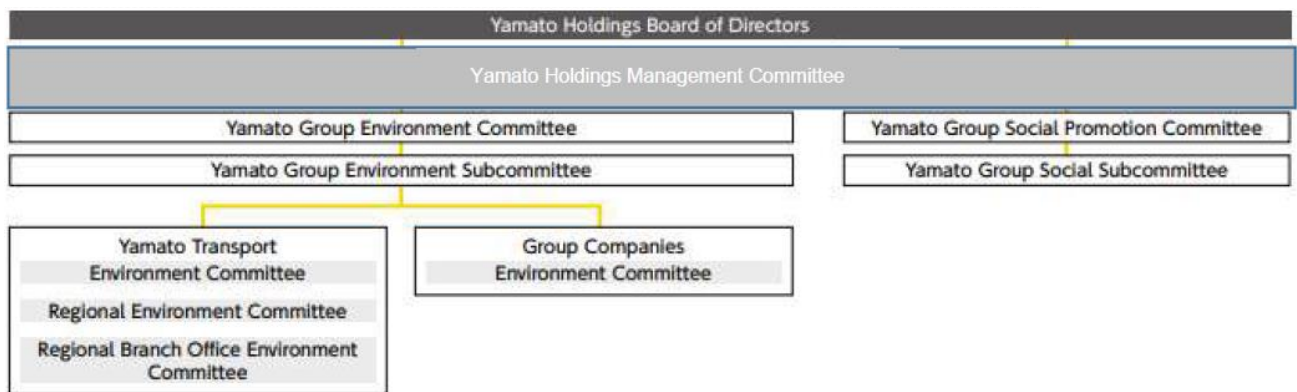 Yamato Holdings Board of Directors
Yamato Holdings Management Committee
Yamato Group Environment Committee
Yamato Group Social Promotion Committee
Yamato Group Environment Subcommittee
Yamato Group Social Subcommittee
Yamato Transport
Environment Committee
Regional Environment Committee
Regional Branch Office Environment
Committee
Group Companies
Environment Committee